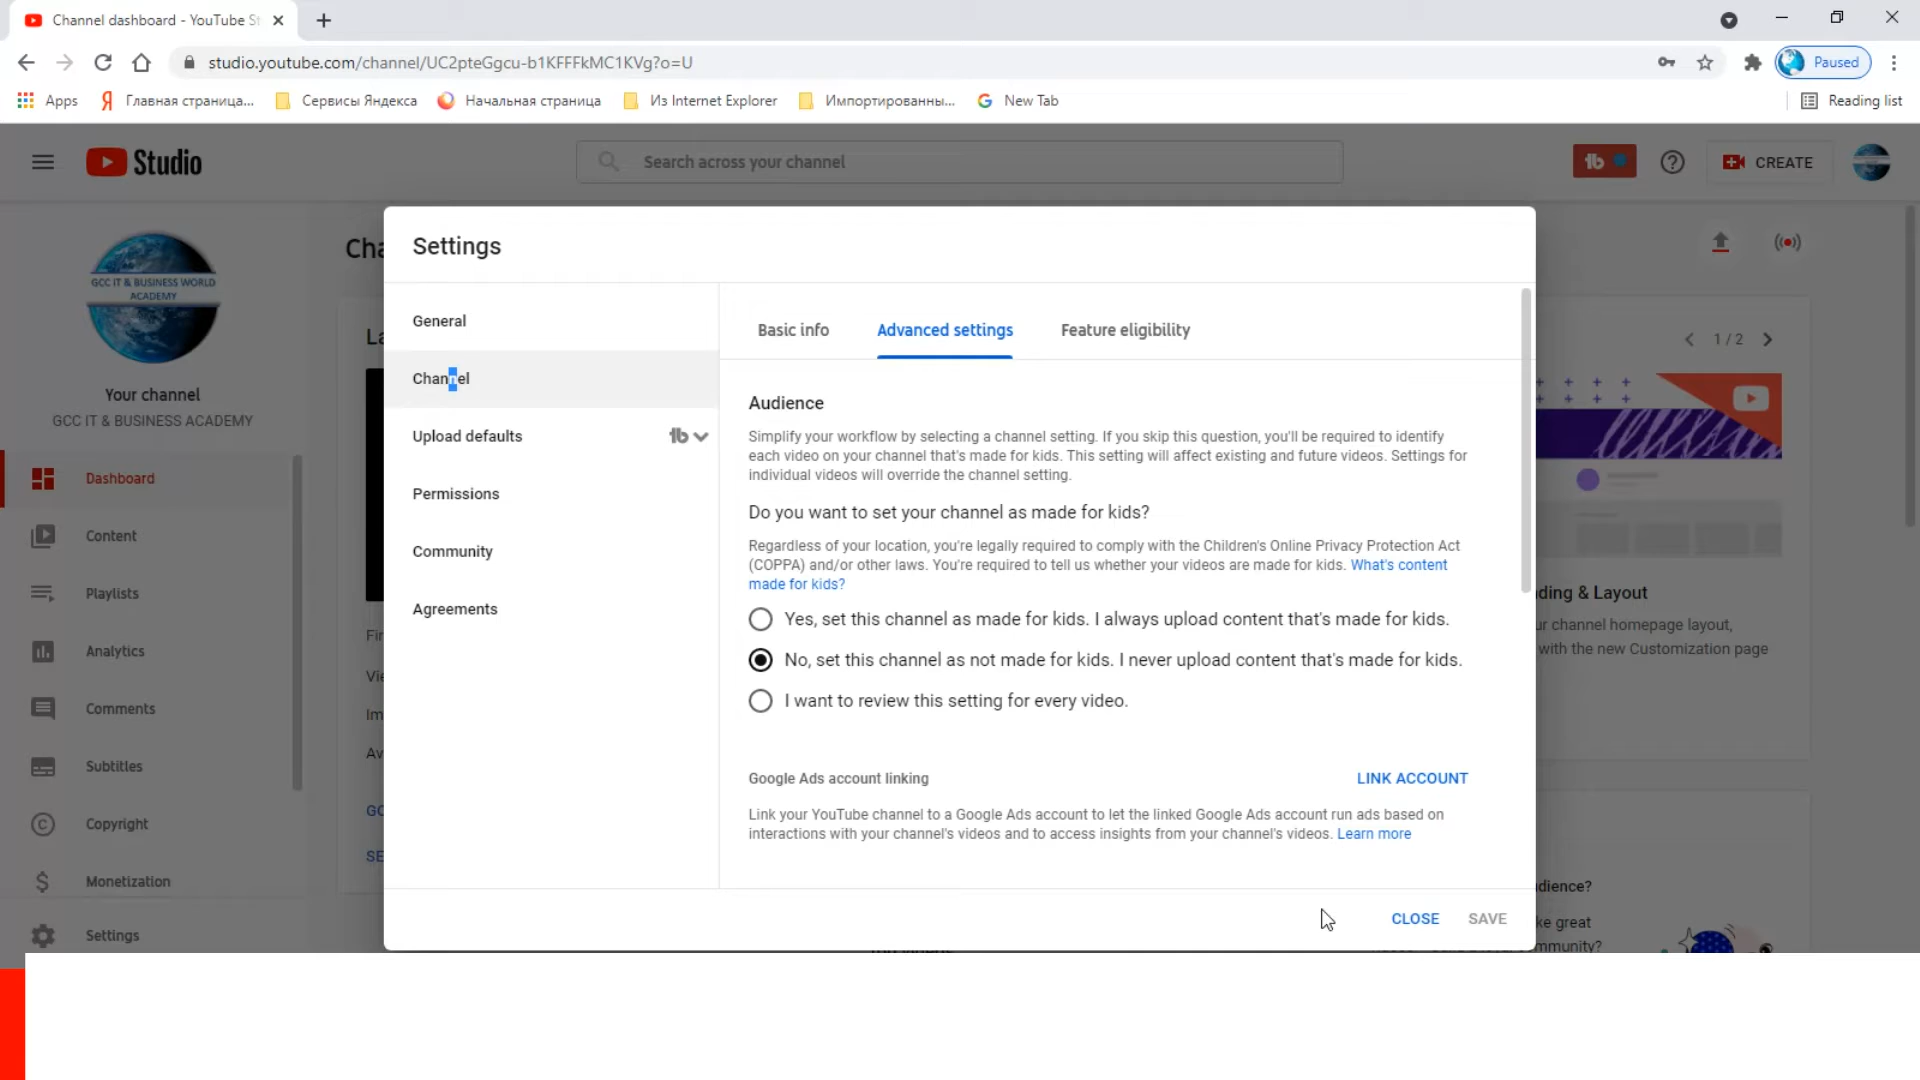 Channel dashboard - YouTube St
studio.youtube.com/channel/UC2pteGgcu-b1KFFFkMC1KVg?o=U
Paused
Apps
Главная страница...
Сервисы Яндекса
Начальная страница
Из Internet Explorer
Импортированны...
New Tab
Reading list
Studio
Search across your channel
CREATE
GCC IT & BUSINESS WORLD
ACADEMY
Your channel
GCC IT & BUSINESS ACADEMY
Dashboard
Content
Playlists
Analytics
Comments
Subtitles
Copyright
Monetization
Settings
Cha
La
Fir
Vie
Im
Av
GO
SE
Settings
General
Channel
Upload defaults
Permissions
Community
Agreements
Basic info
Advanced settings
Feature eligibility
Audience
Simplify your workflow by selecting a channel setting. If you skip this question, you'll be required to identify
each video on your channel that's made for kids. This setting will affect existing and future videos. Settings for
individual videos will override the channel setting.
Do you want to set your channel as made for kids?
Regardless of your location, you're legally required to comply with the Children's Online Privacy Protection Act
(COPPA) and/or other laws. You're required to tell us whether your videos are made for kids. What's content
made for kids?
Yes, set this channel as made for kids. I always upload content that's made for kids.
No, set this channel as not made for kids. I never upload content that's made for kids.
I want to review this setting for every video.
Google Ads account linking
LINK ACCOUNT
Link your YouTube channel to a Google Ads account to let the linked Google Ads account run ads based on
interactions with your channel's videos and to access insights from your channel's videos. Learn more
CLOSE
SAVE
1 / 2
ding & Layout
ur channel homepage layout,
with the new Customization page
dience?
ke great
mmunity?